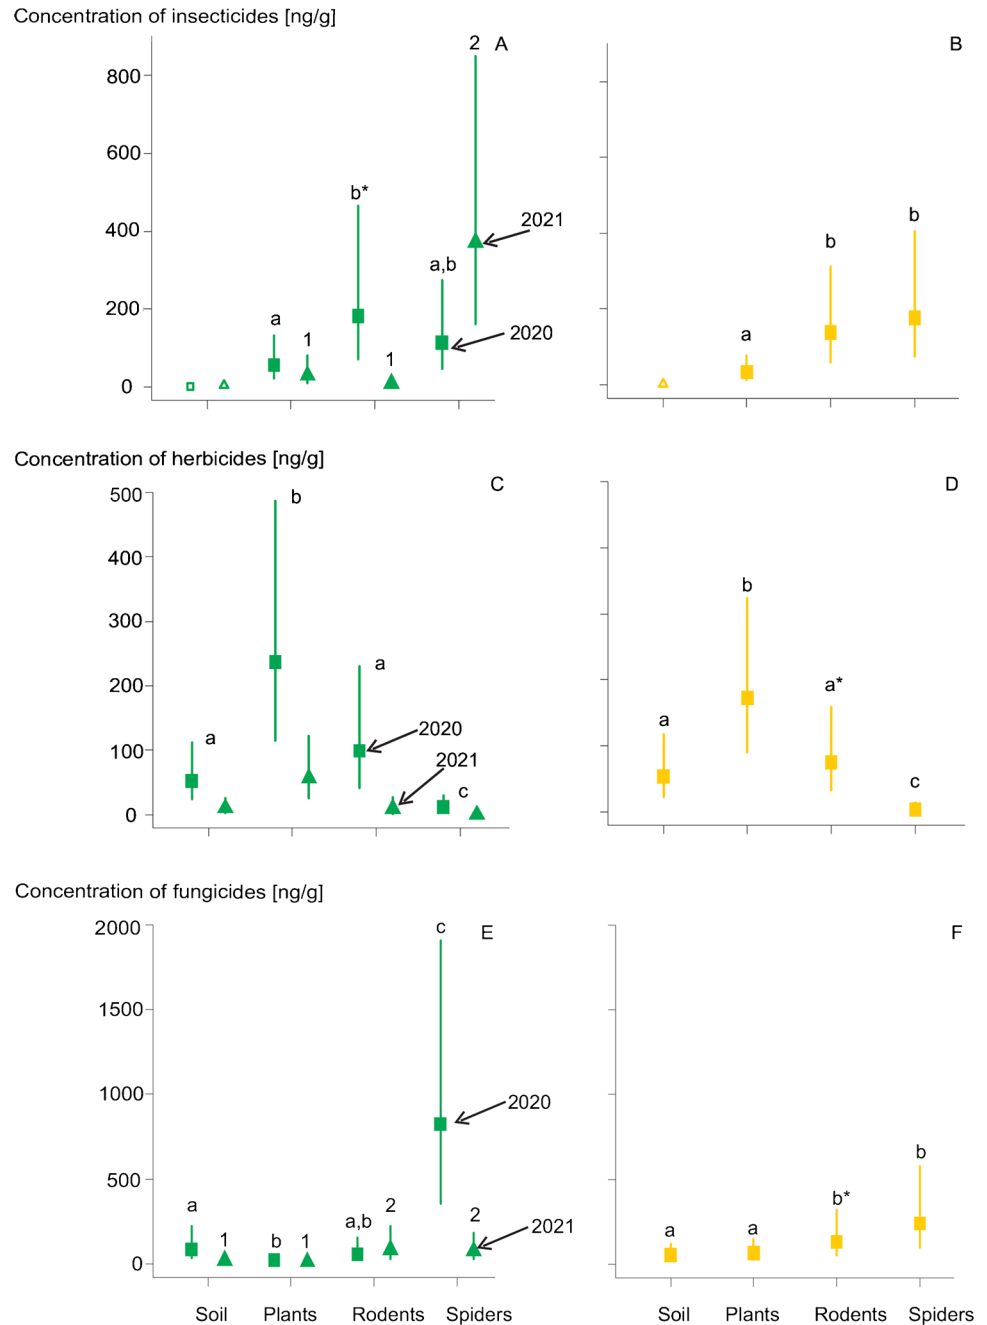 Concentration of insecticides [ng/g]
2 A B
800
600
b*
400
2021
b
a,b
b
200
a
2020
1
a
1
0
Concentration of herbicides [ng/g]
C D
500
b
400
b
300
a
a*
200
a
2020
a
100
2021
c
c
0
Concentration of fungicides [ng/g]
2000
c
E F
1500
1000
2020
b
500
a
a,b
2
b*
2
2021
1
b
1
a
a
0
Soil Plants Rodents Spiders Soil Plants Rodents Spiders